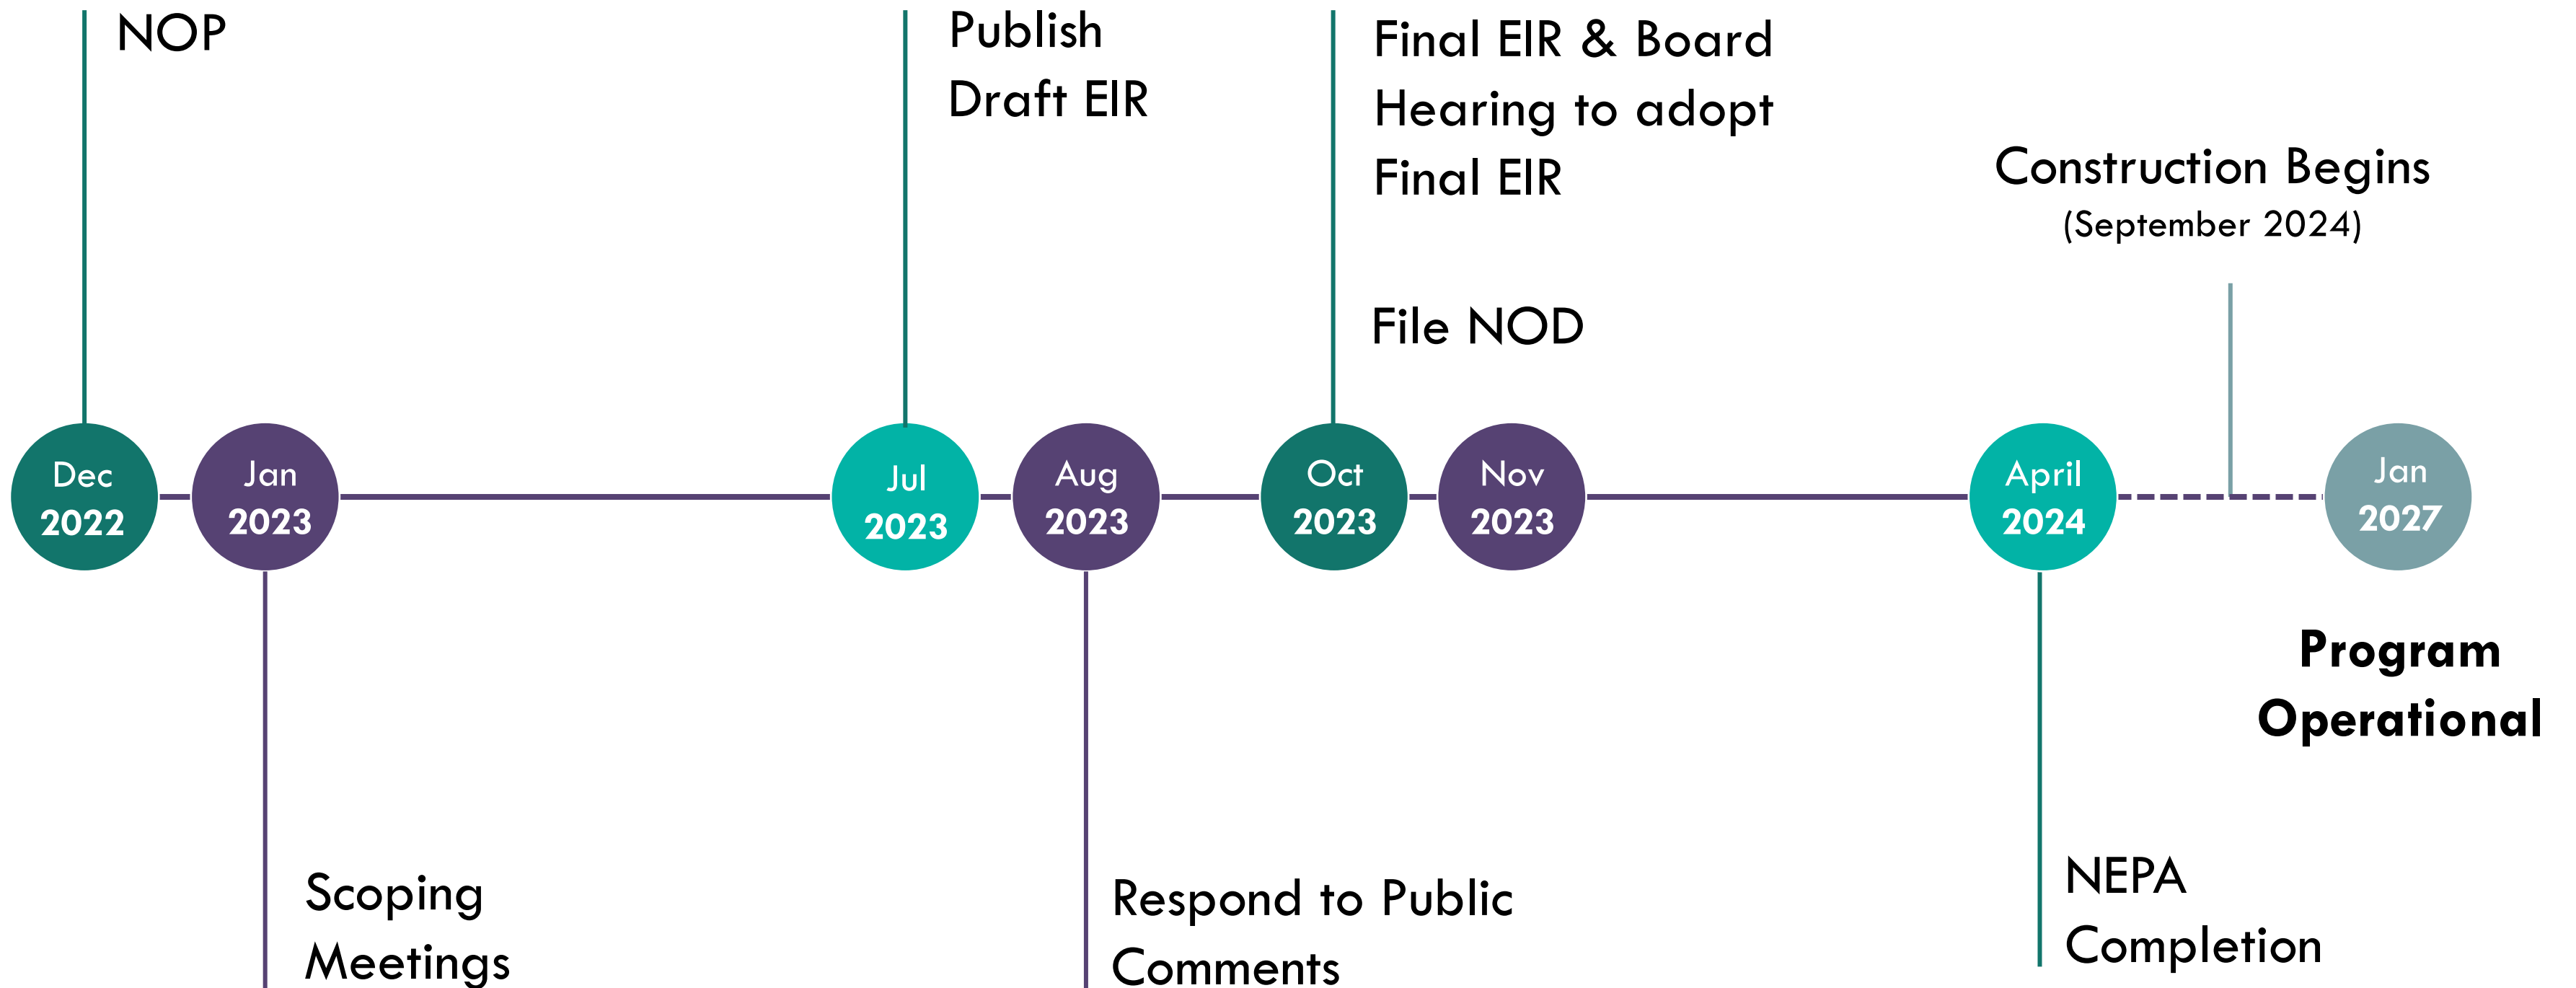 NOP
Publish
Draft EIR
Final EIR & Board
Hearing to adopt
Final EIR
File NOD
Construction Begins
(September 2024)
Dec
2022
Jan
2023
Jul
2023
Aug
2023
Oct
2023
Nov
2023
April
2024
Jan
2027
Program
Operational
Scoping
Meetings
Respond to Public
Comments
NEPA
Completion